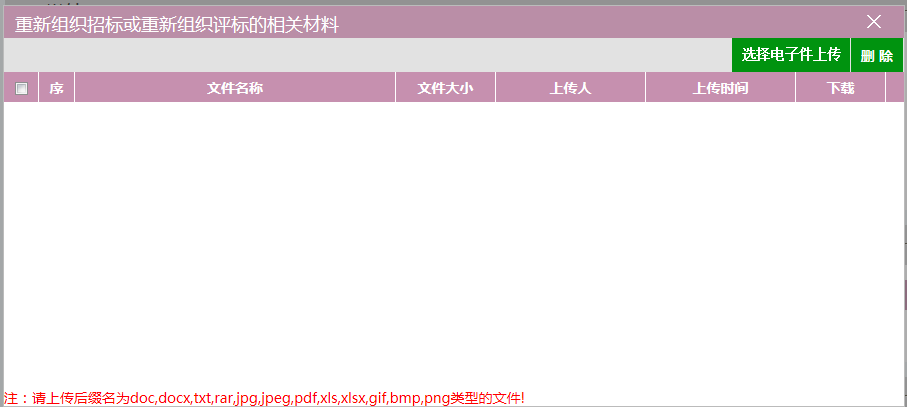 重新组织招标或重新组织评标的相关材料
选择电子件上传 删 除
序 文件名称 文件大小 上传人 上传时间 下载
注：请上传后缀名为doc,docx,txt,rar,jpg,jpeg,pdf,xls,xlsx,gif,bmp,png类型的文件!